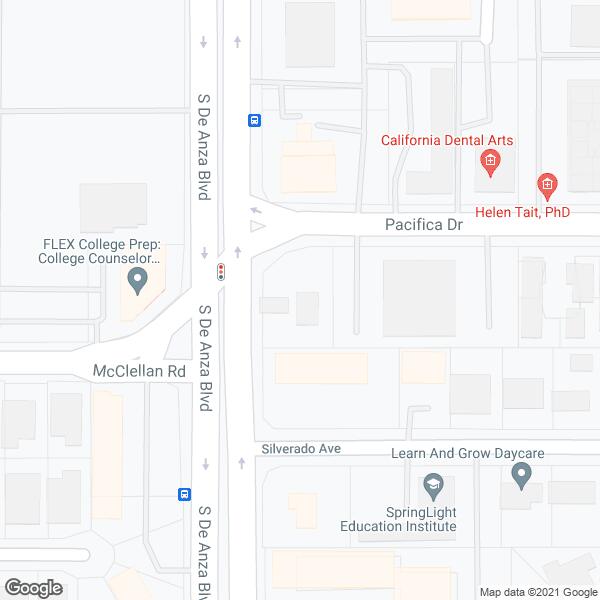 S De Anza Blvd
California Dental Arts
Helen Tait, PhD
Pacifica Dr
FLEX College Prep:
College Counselor...
S De Anza Blvd
McClellan Rd
Silverado Ave
Learn And Grow Daycare
SpringLight
Education Institute
S De Anza Blv
Google
Map data ©2021 Google